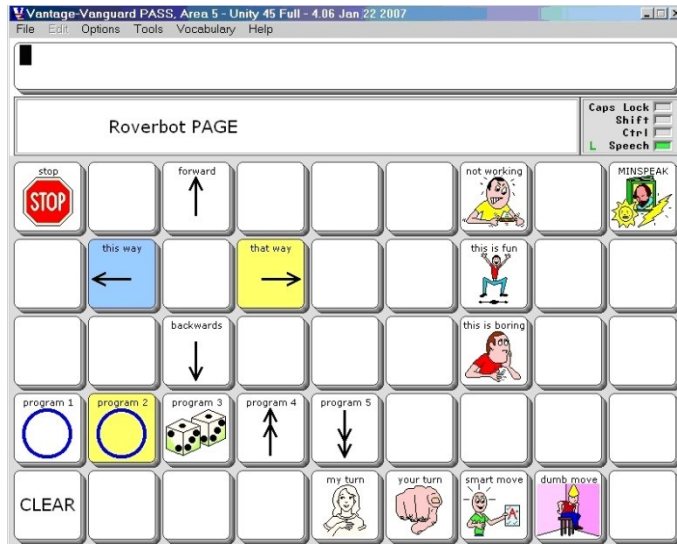 Vantage-Vanguard PASS, Area 5 - Unity 45 Full - 4.06 Jan 22 2007
File Edit Options Tools Vocabulary Help
Roverbot PAGE
Caps Lock
Shift
Ctrl
L Speech
stop
STOP
forward
not working
MINSPEAK
this way
that way
this is fun
backwards
this is boring
program 1
program 2
program 3
program 4
program 5
CLEAR
my turn
your turn
smart move
A
dumb move